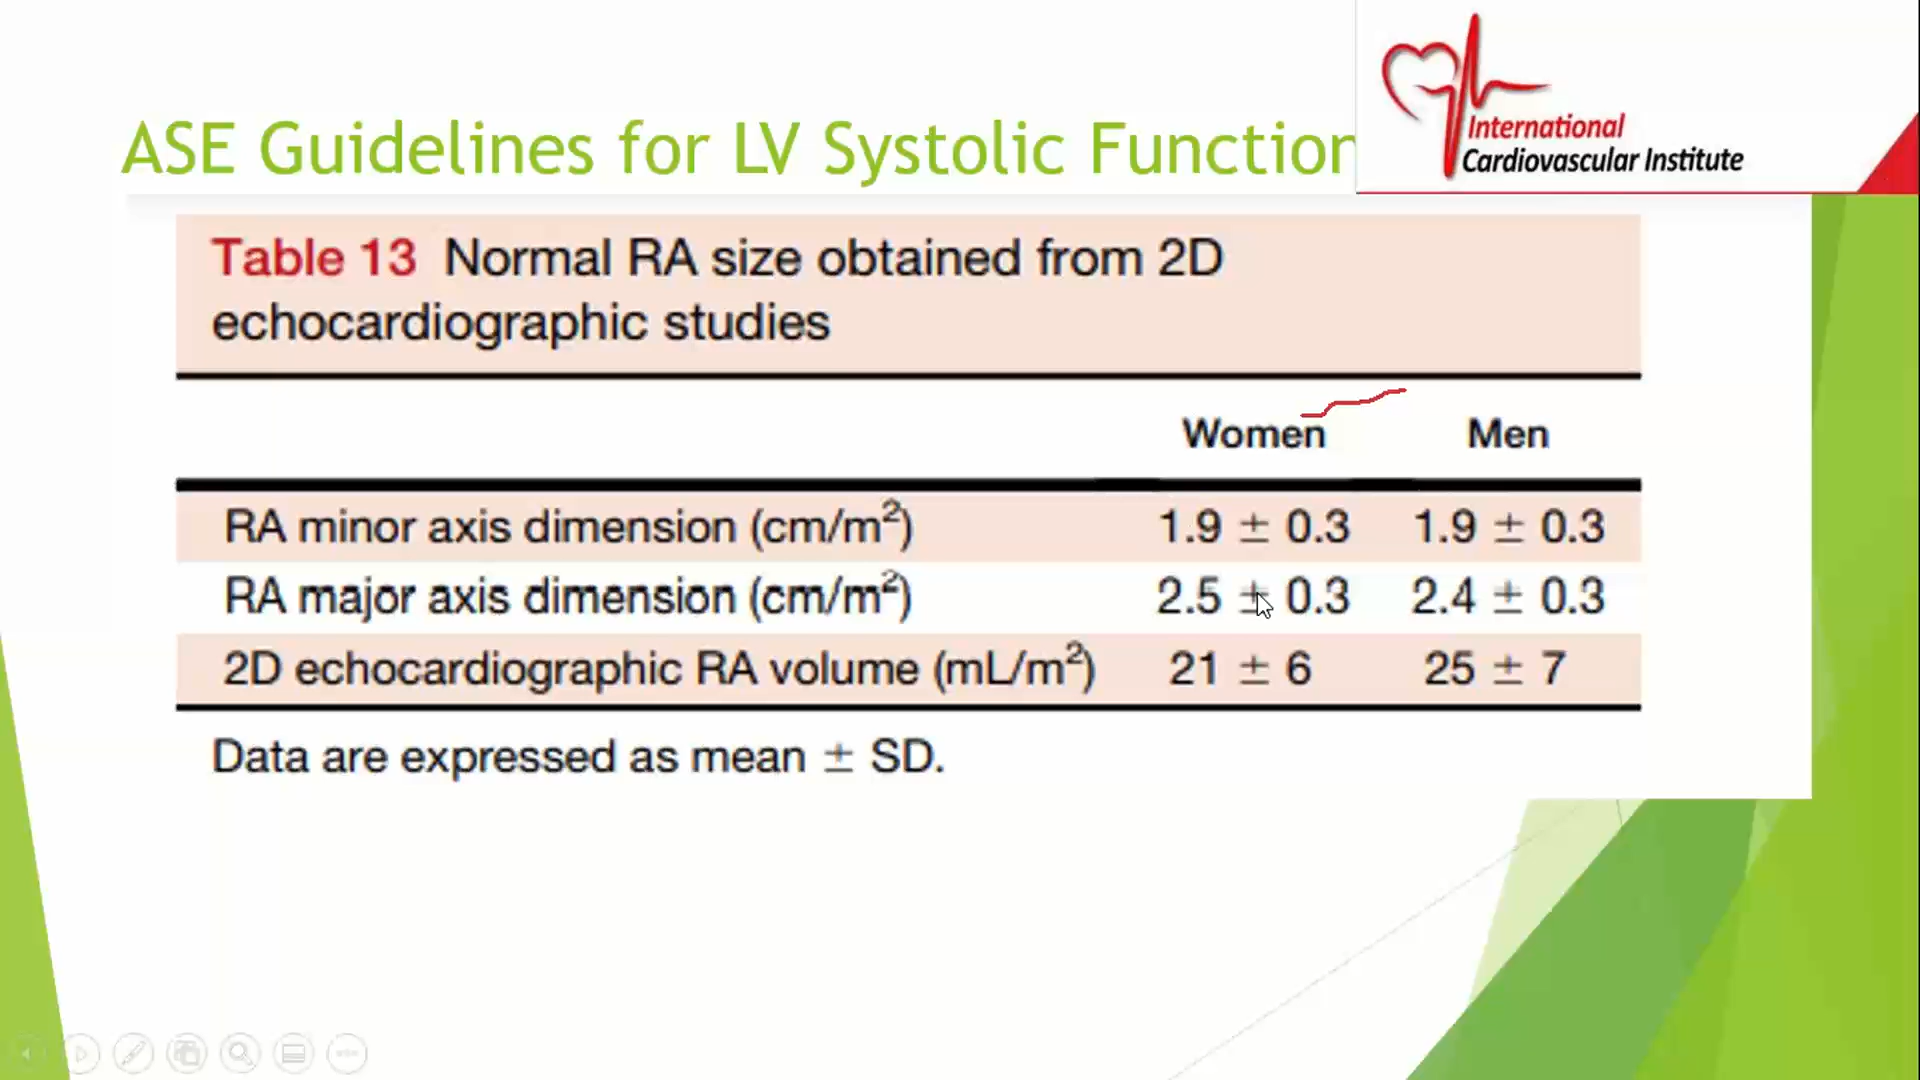 International
Cardiovascular Institute
ASE Guidelines for LV Systolic Function
Table 13 Normal RA size obtained from 2D
echocardiographic studies
Women Men
RA minor axis dimension (cm/m²) 1.9 ± 0.3 1.9 ± 0.3
RA major axis dimension (cm/m²) 2.5 ± 0.3 2.4 ± 0.3
2D echocardiographic RA volume (mL/m²) 21 ± 6 25 ± 7
Data are expressed as mean ± SD.